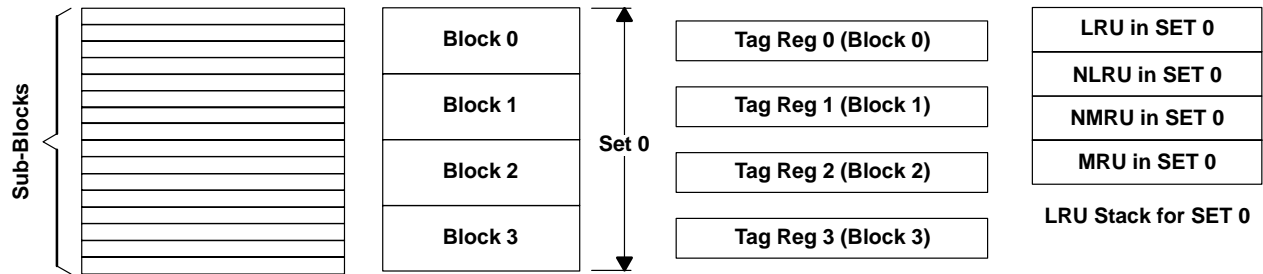 Sub-Blocks
Block 0
Block 1
Block 2
Block 3
Set 0
Tag Reg 0 (Block 0)
Tag Reg 1 (Block 1)
Tag Reg 2 (Block 2)
Tag Reg 3 (Block 3)
LRU in SET 0
NLRU in SET 0
NMRU in SET 0
MRU in SET 0
LRU Stack for SET 0